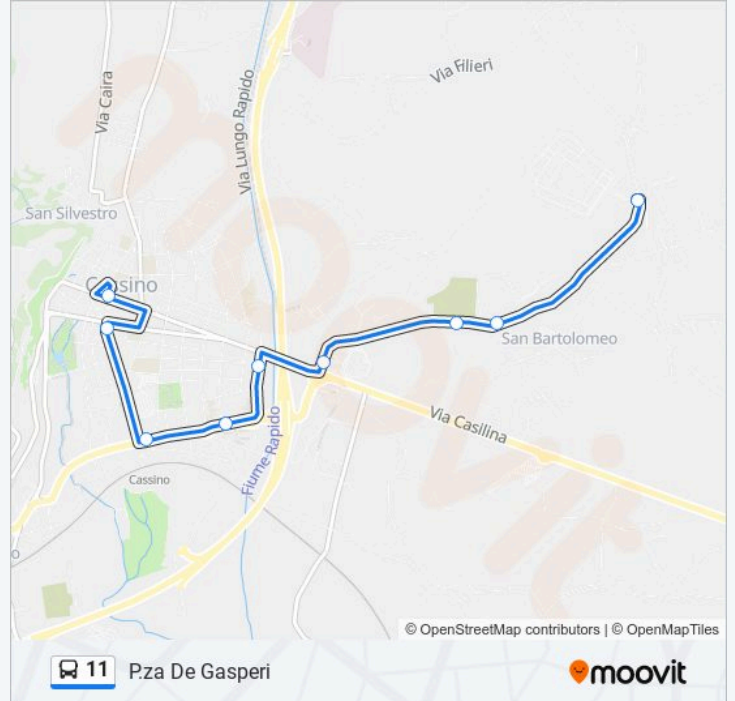 Via Filieri
Via Caira
Via Lungo Rapido
San Silvestro
Cassino
San Bartolomeo
Via Casilina
Fiume Rapido
Cassino
o
moovit
© OpenStreetMap contributors | © OpenMapTiles
11 P.za De Gasperi
moovit